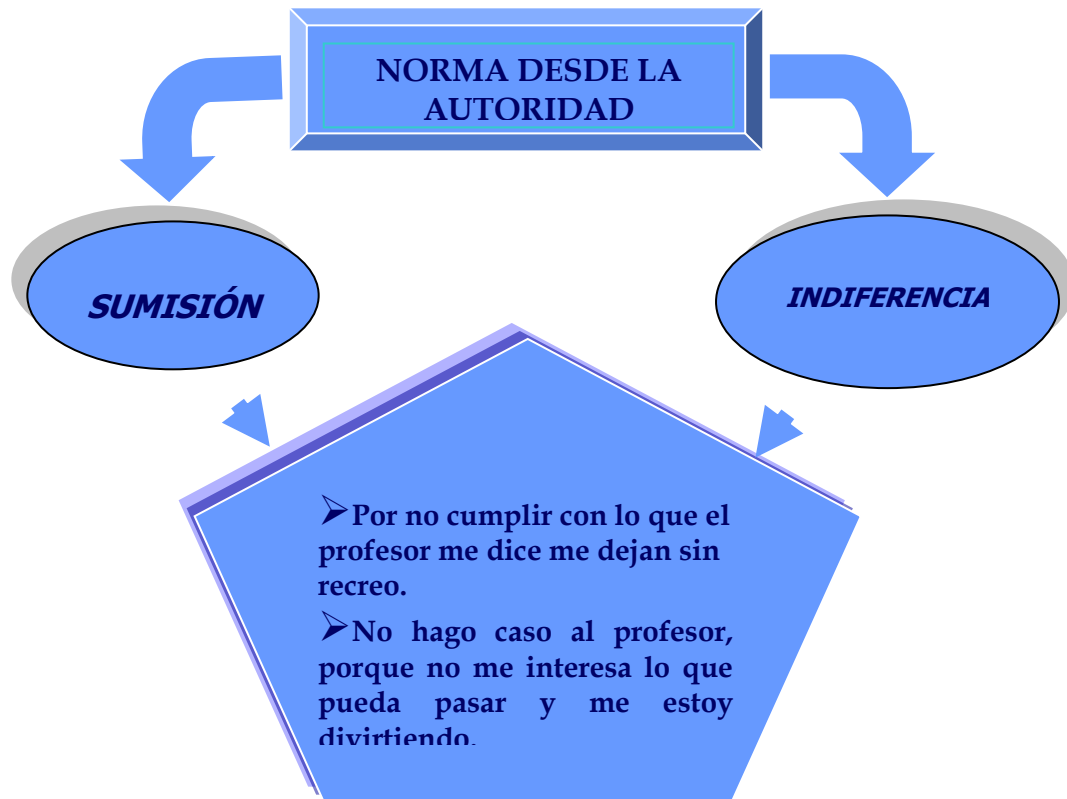 NORMA DESDE LA
AUTORIDAD
SUMISIÓN
INDIFERENCIA
➢Por no cumplir con lo que el
profesor me dice me dejan sin
recreo.
➢No hago caso al profesor,
porque no me interesa lo que
pueda pasar y me estoy
divirtiendo.